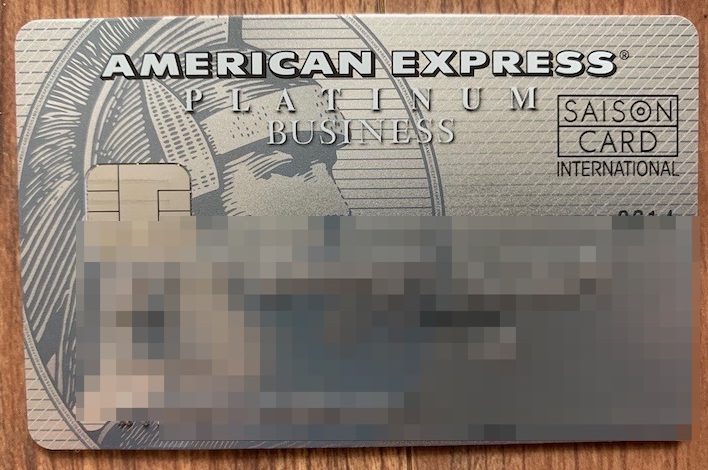 AMERICAN EXPRESS®
PLATINUM
BUSINESS
SAISON
CARD
INTERNATIONAL